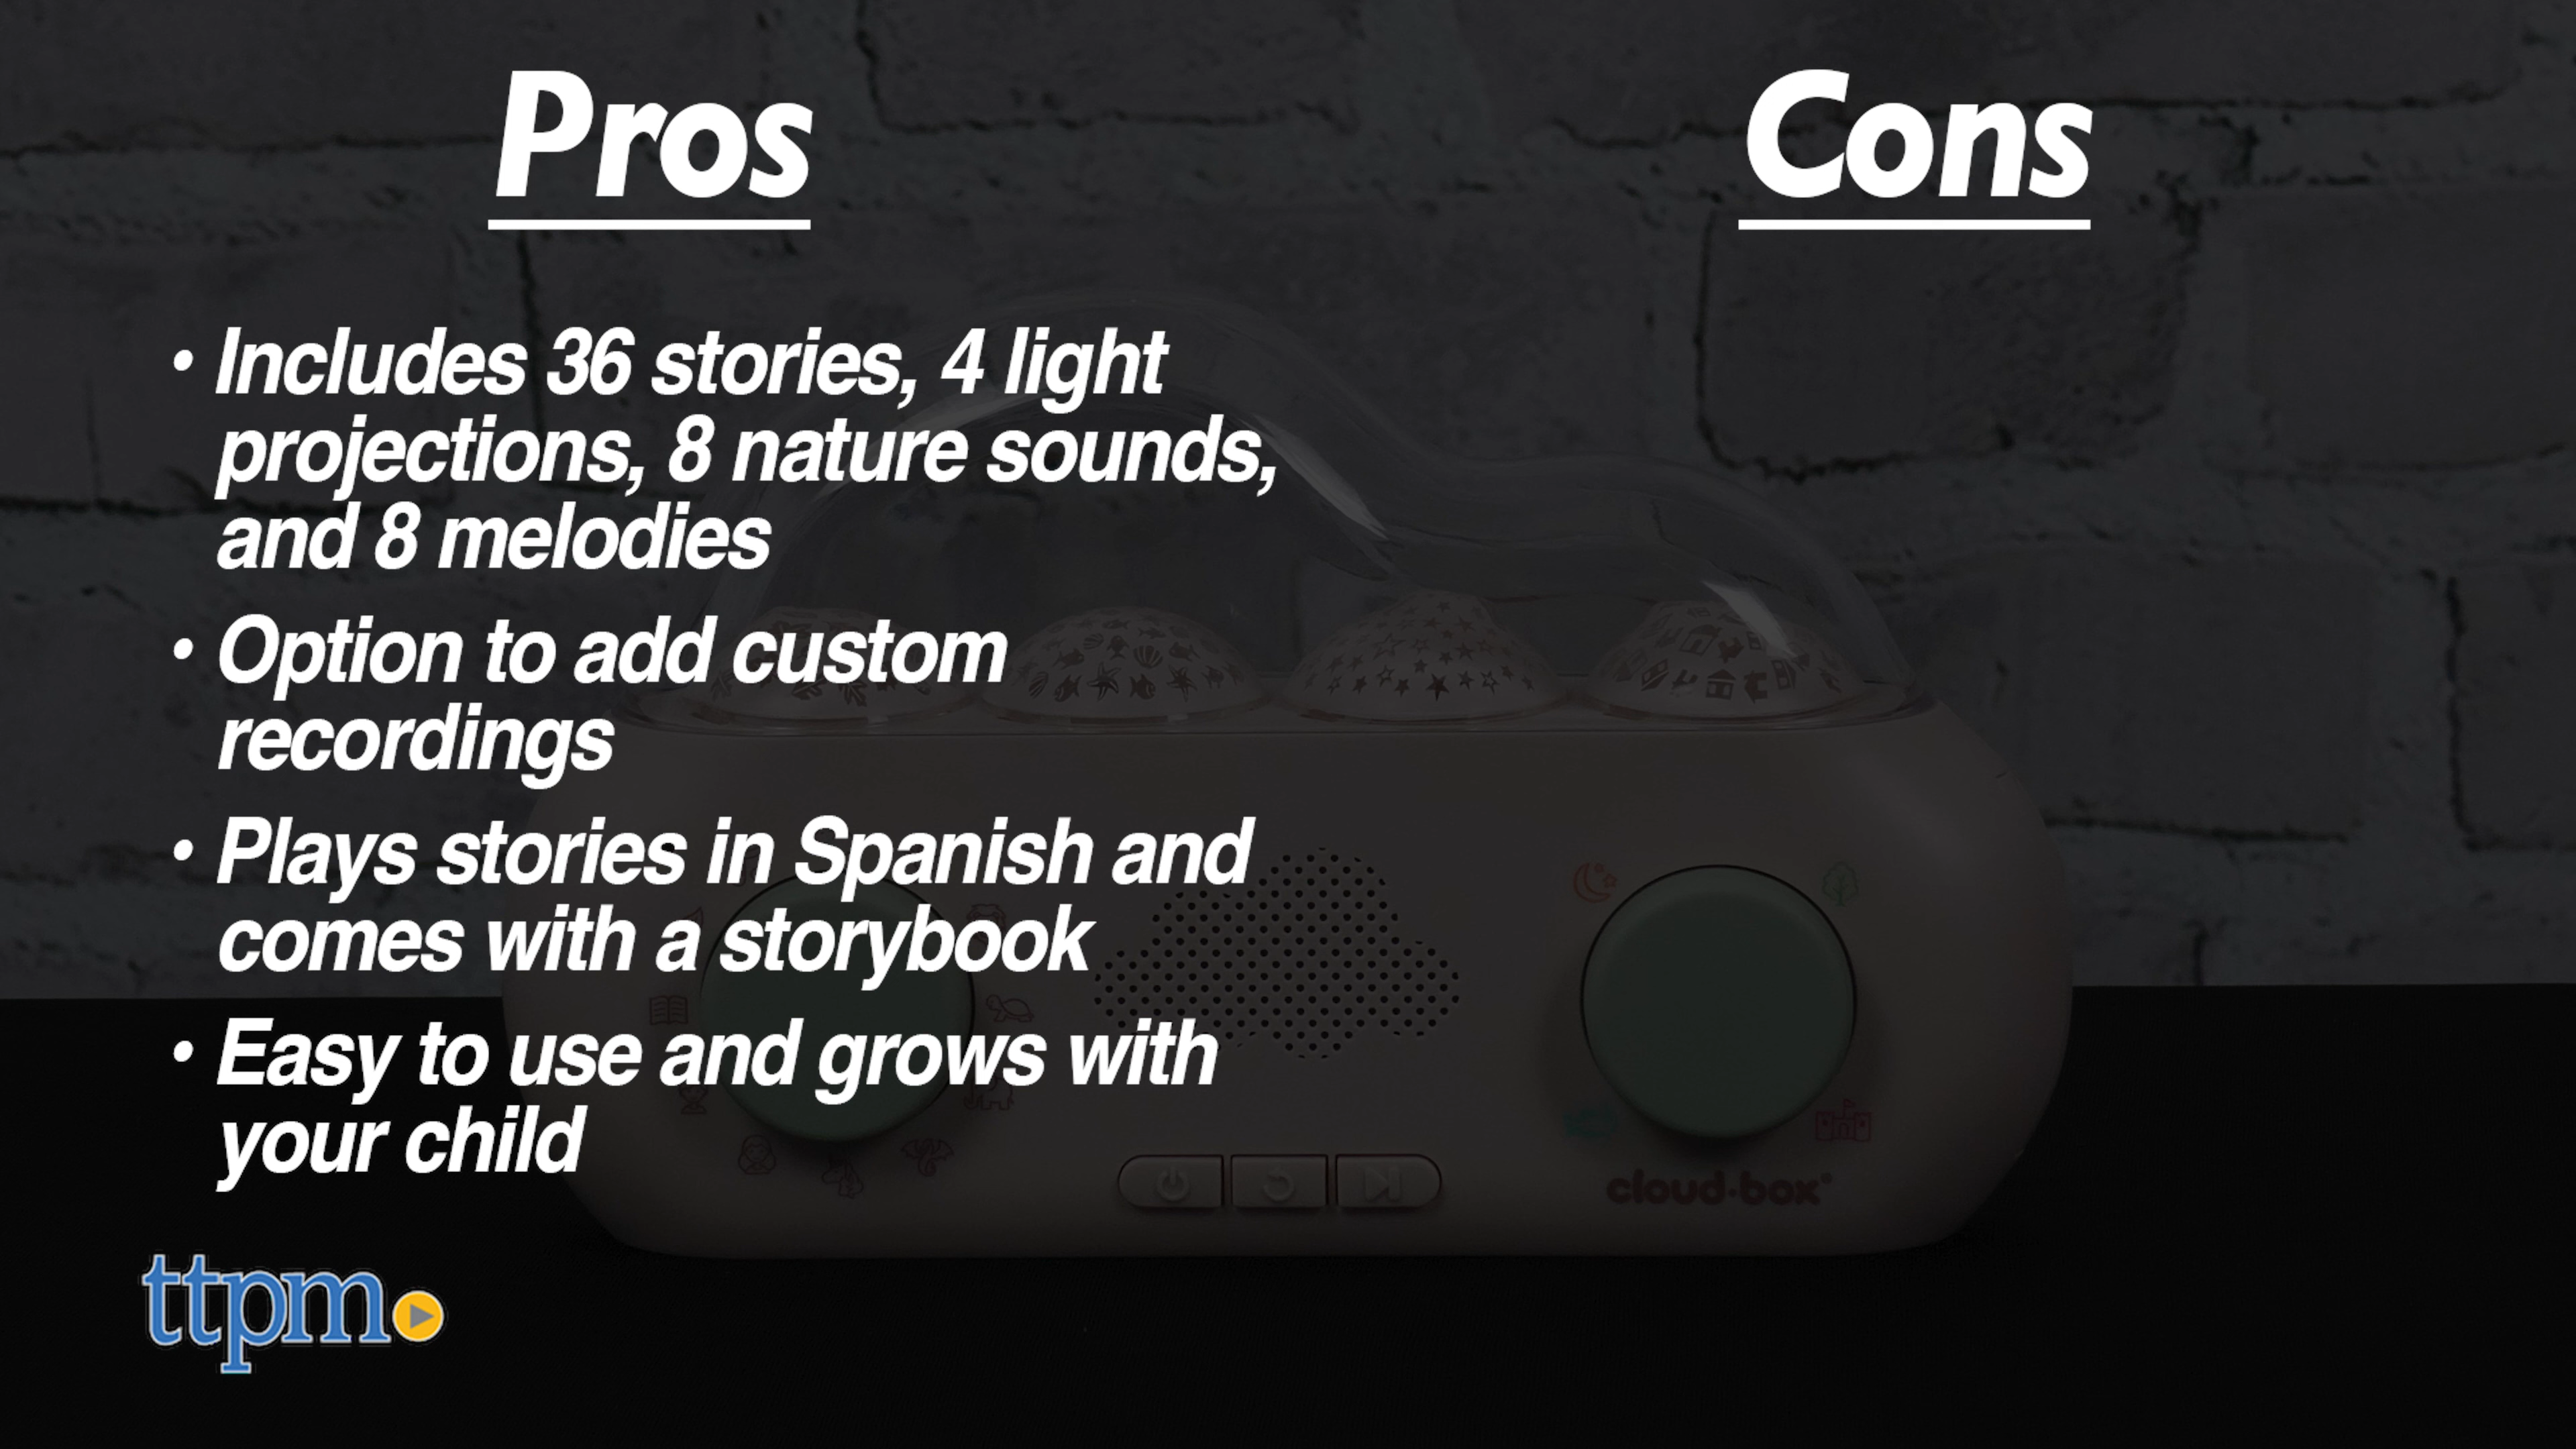 Pros
• Includes 36 stories, 4 light
projections, 8 nature sounds,
and 8 melodies
• Option to add custom
recordings
• Plays stories in Spanish and
comes with a storybook
• Easy to use and grows with
your child
Cons
cloud·box®
ttpm